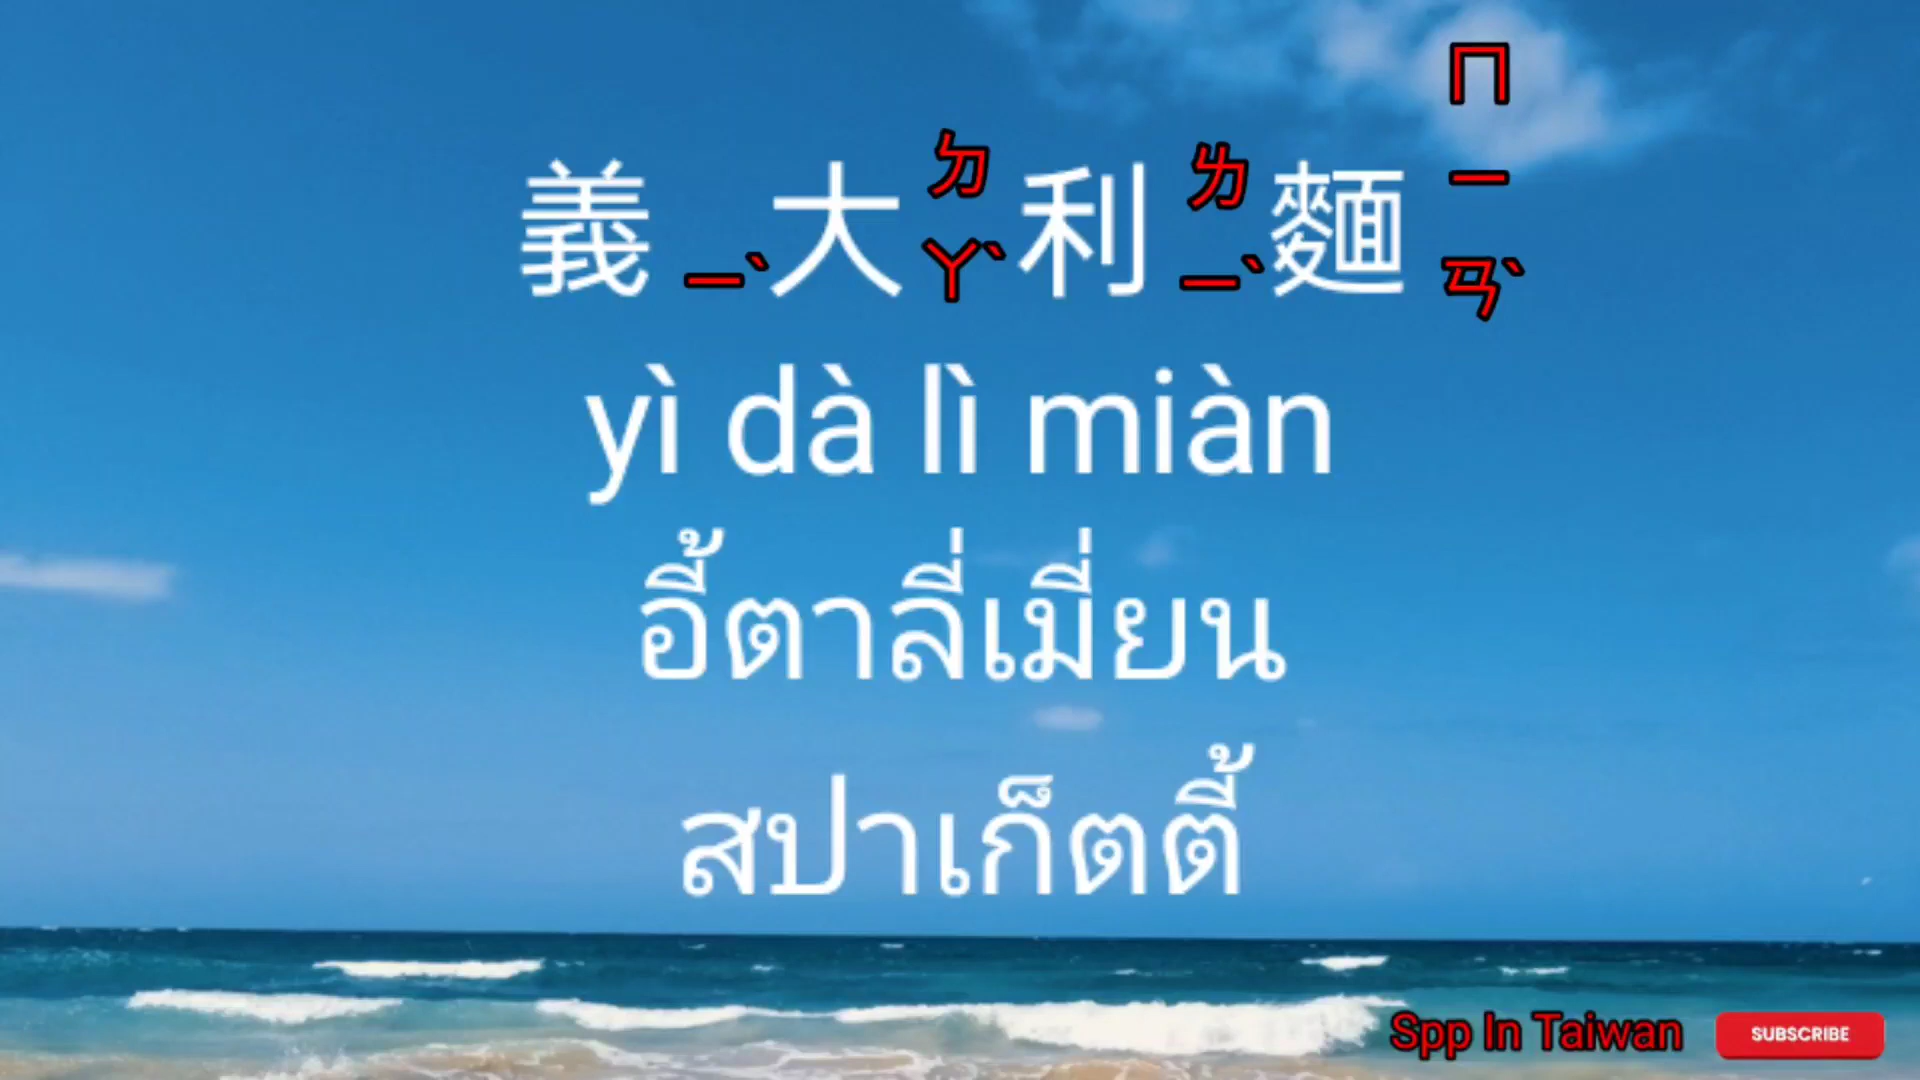 義ㄧˋ大ㄉㄚˋ利ㄌㄧˋ麵ㄇㄧㄢˋ
yì dà lì miàn
อี้ตาลี่เมี่ยน
สปาเก็ตตี้
Spp In Taiwan
SUBSCRIBE